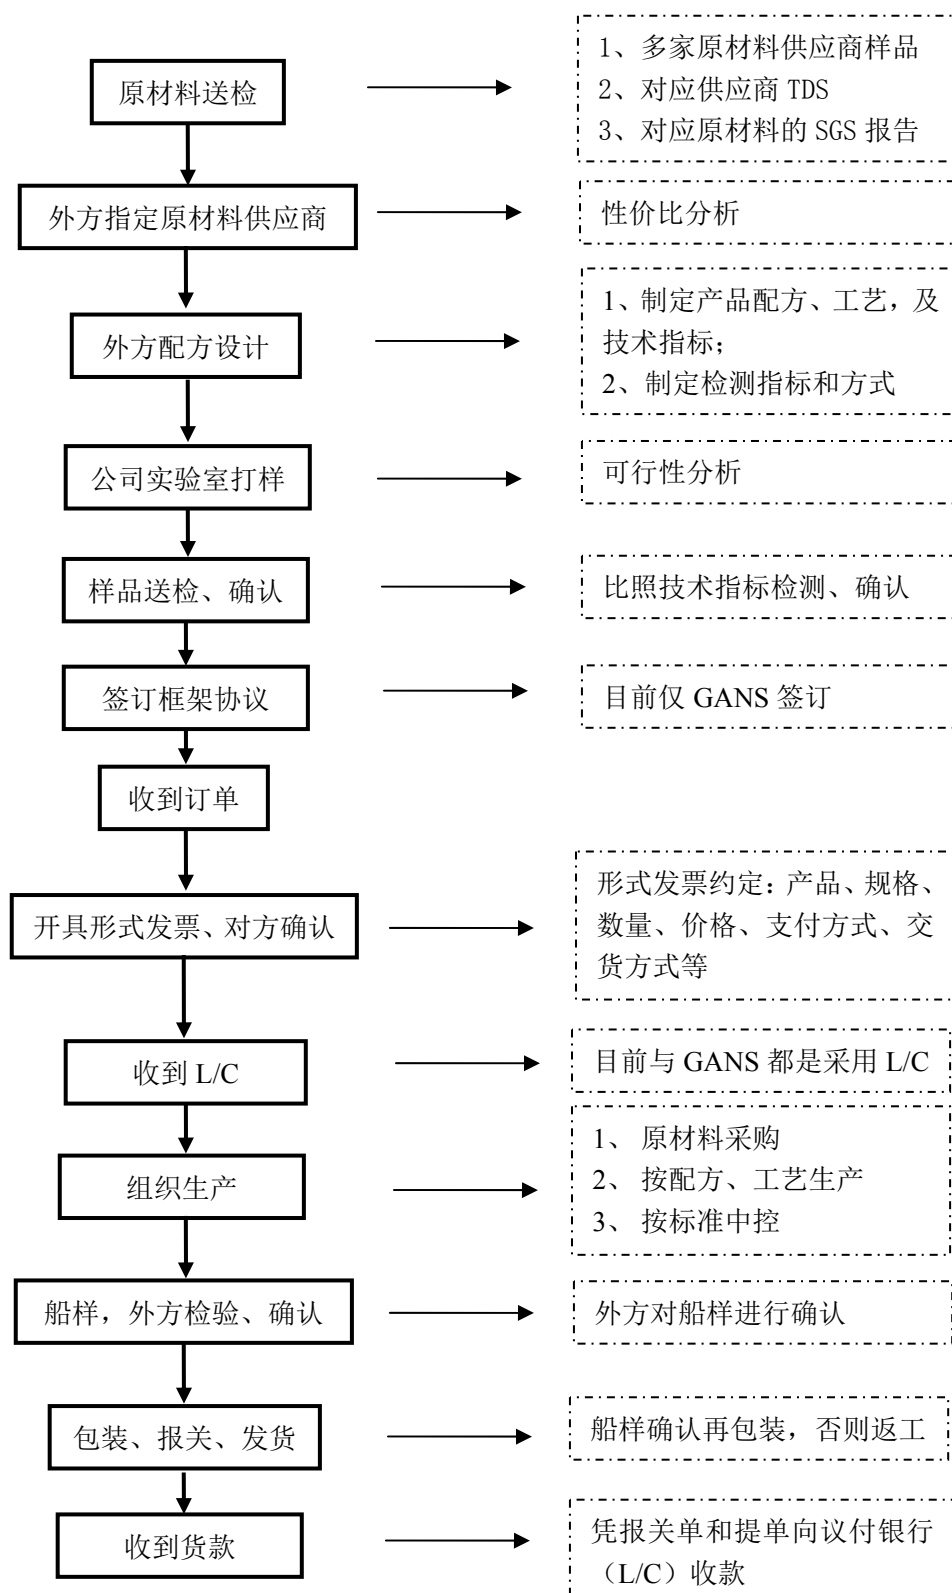 原材料送检
1、多家原材料供应商样品
2、对应供应商 TDS
3、对应原材料的 SGS 报告
外方指定原材料供应商
性价比分析
外方配方设计
1、制定产品配方、工艺，及
技术指标；
2、制定检测指标和方式
公司实验室打样
可行性分析
样品送检、确认
比照技术指标检测、确认
签订框架协议
目前仅 GANS 签订
收到订单
开具形式发票、对方确认
形式发票约定：产品、规格、
数量、价格、支付方式、交
货方式等
收到 L/C
目前与 GANS 都是采用 L/C
组织生产
1、 原材料采购
2、 按配方、工艺生产
3、 按标准中控
船样，外方检验、确认
外方对船样进行确认
包装、报关、发货
船样确认再包装，否则返工
收到货款
凭报关单和提单向议付银行
（L/C）收款